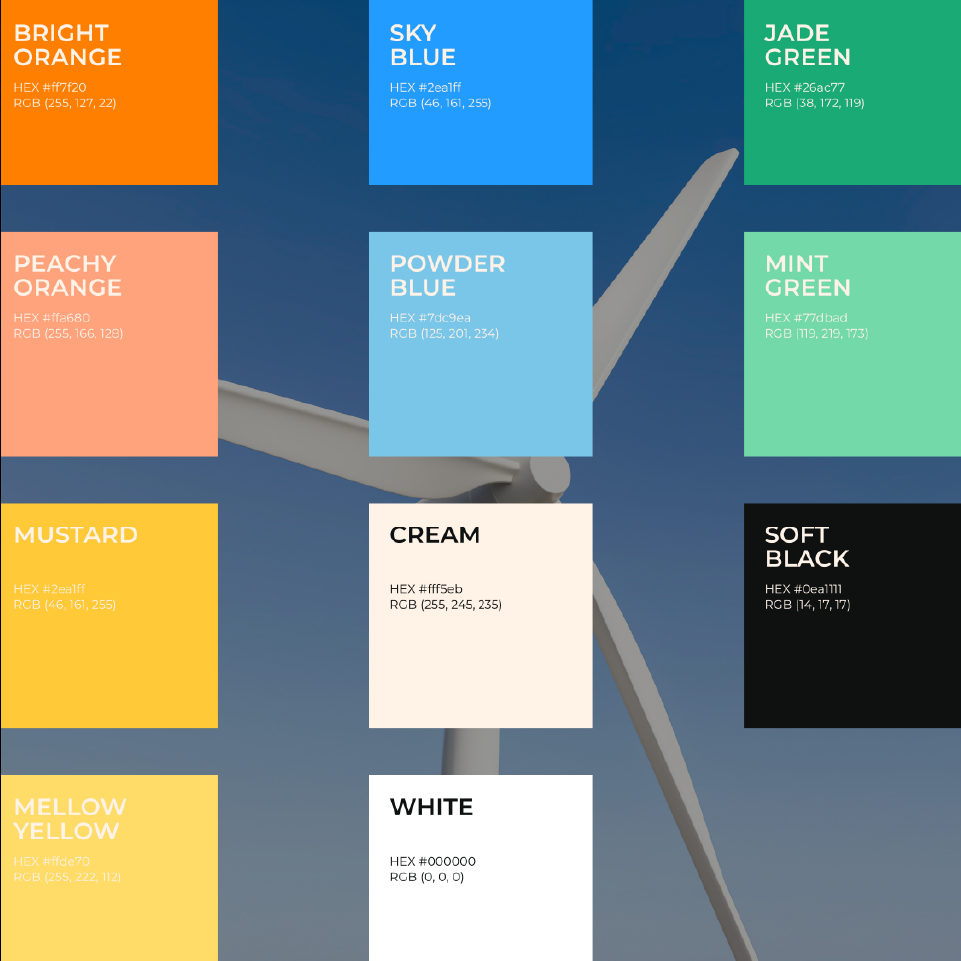 BRIGHT
ORANGE
HEX #ff7f20
RGB (255, 127, 22)
SKY
BLUE
HEX #2ea1ff
RGB (46, 161, 255)
JADE
GREEN
HEX #26ac77
RGB (38, 172, 119)
PEACHY
ORANGE
HEX #ffa680
RGB (255, 166, 128)
POWDER
BLUE
HEX #7dc9ea
RGB (125, 201, 234)
MINT
GREEN
HEX #77dbad
RGB (119, 219, 173)
MUSTARD
HEX #2ea1ff
RGB (46, 161, 255)
CREAM
HEX #fff5eb
RGB (255, 245, 235)
SOFT
BLACK
HEX #0ea1111
RGB (14, 17, 17)
MELLOW
YELLOW
HEX #ffde70
RGB (255, 222, 112)
WHITE
HEX #000000
RGB (0, 0, 0)